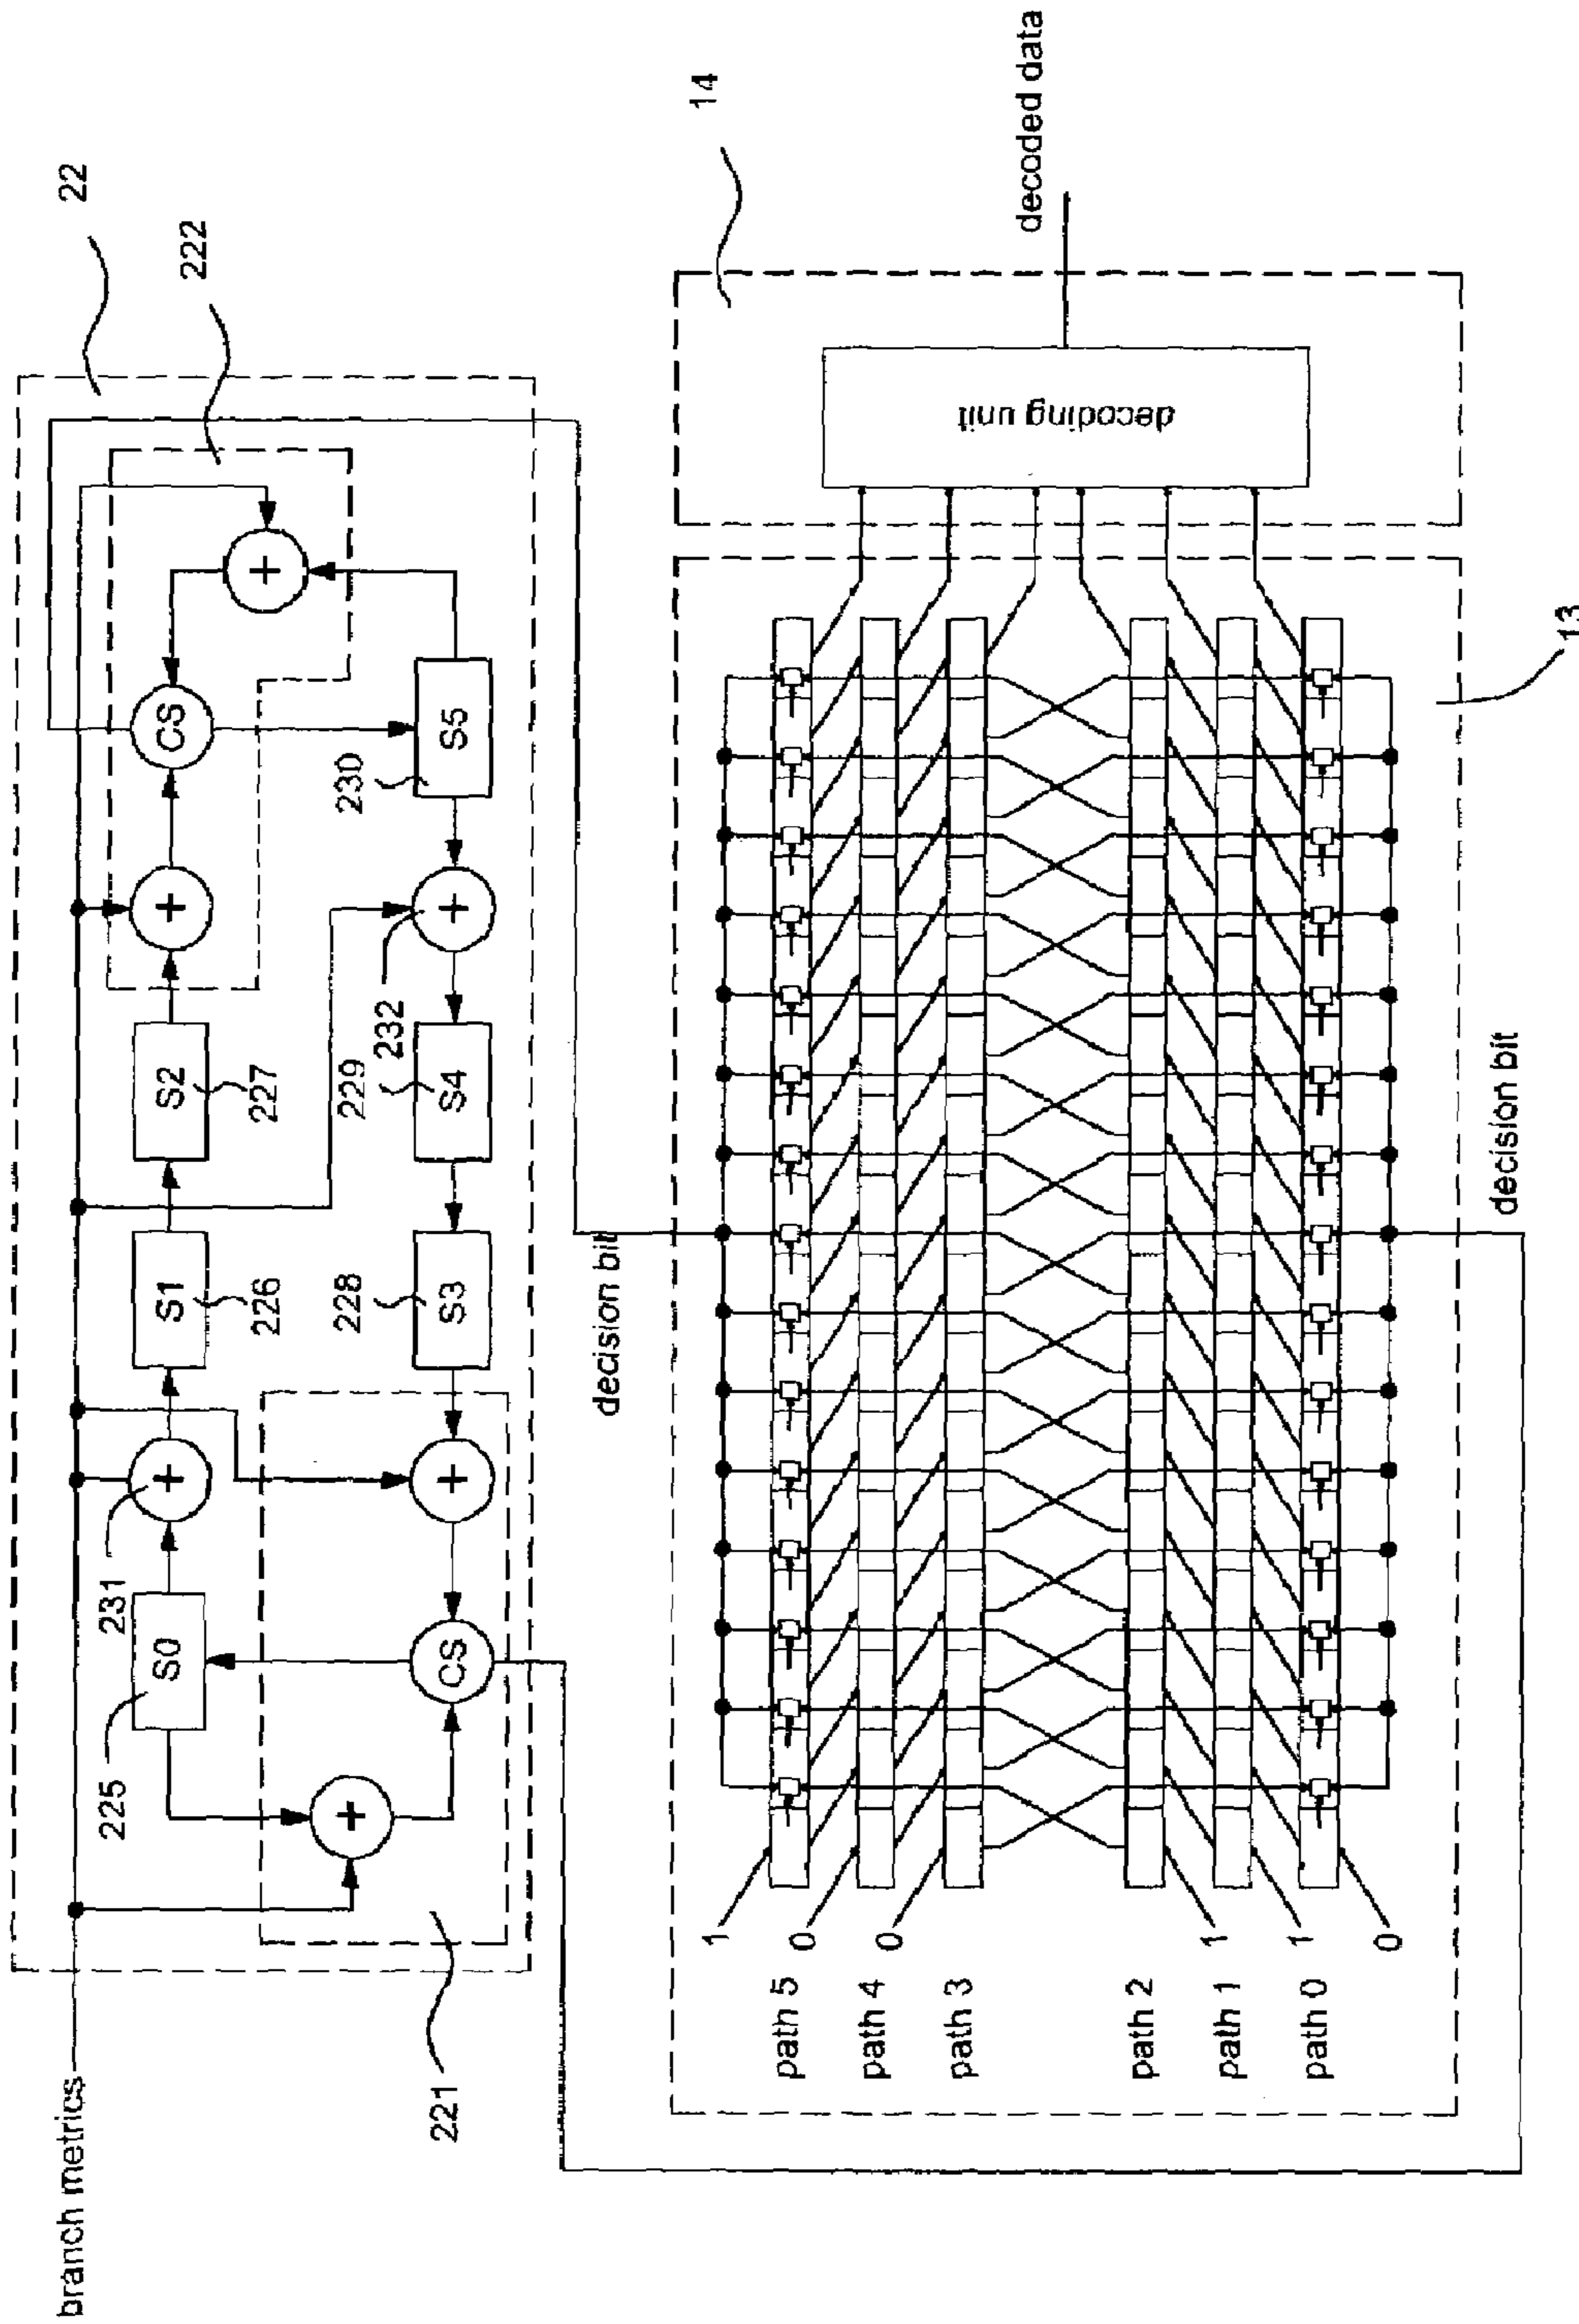 branch metrics
22
222
S0
225
+
231
S1
226
S2
227
+
CS
+
+
CS
221
+
S3
228
S4
229
+
232
S5
230
decision bit
14
decoding unit
decoded data
1
path 5
0
path 4
0
path 3
path 2
1
path 1
1
path 0
0
13
decision bit